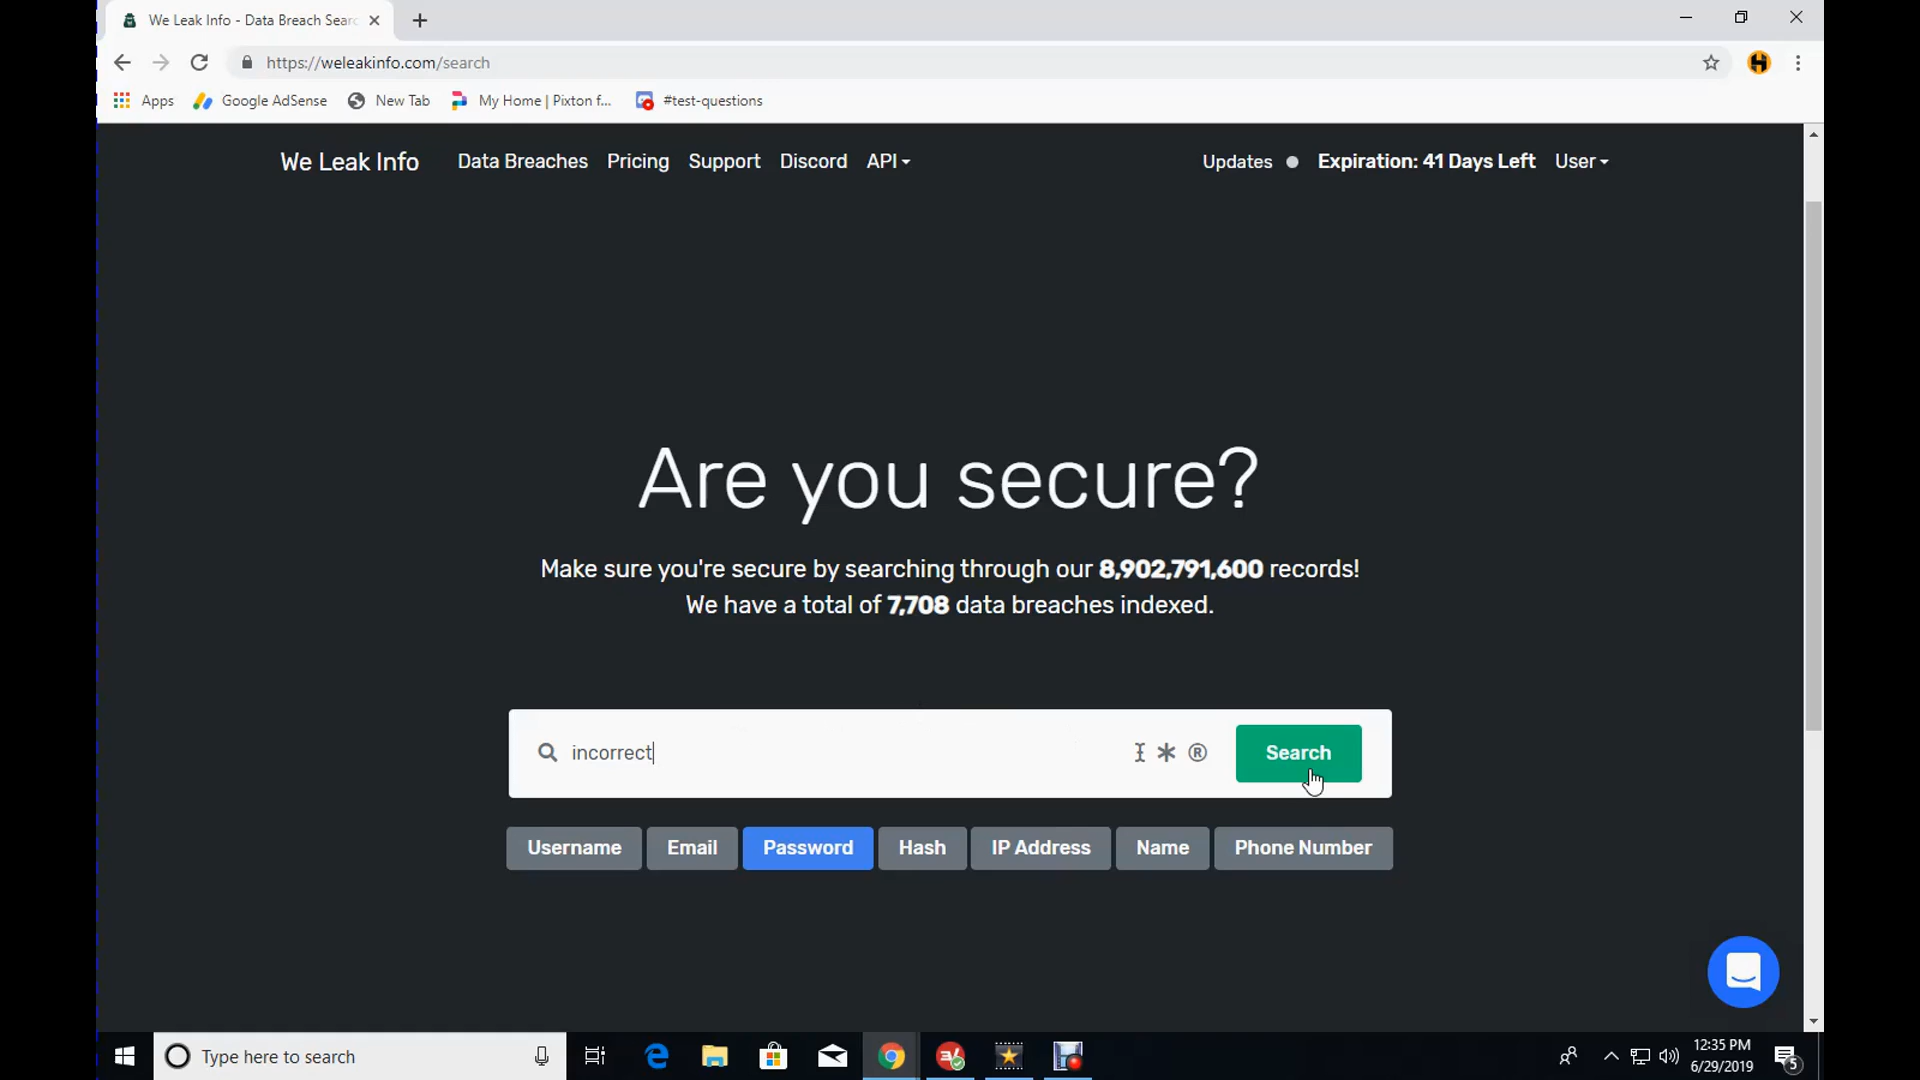 We Leak Info - Data Breach Sear
https://weleakinfo.com/search
Apps Google AdSense New Tab My Home | Pixton f... #test-questions
We Leak Info Data Breaches Pricing Support Discord API Updates Expiration: 41 Days Left User
Are you secure?
Make sure you're secure by searching through our 8,902,791,600 records!
We have a total of 7,708 data breaches indexed.
incorrect ® Search
Username Email Password Hash IP Address Name Phone Number
Type here to search
12:35 PM
6/29/2019
5